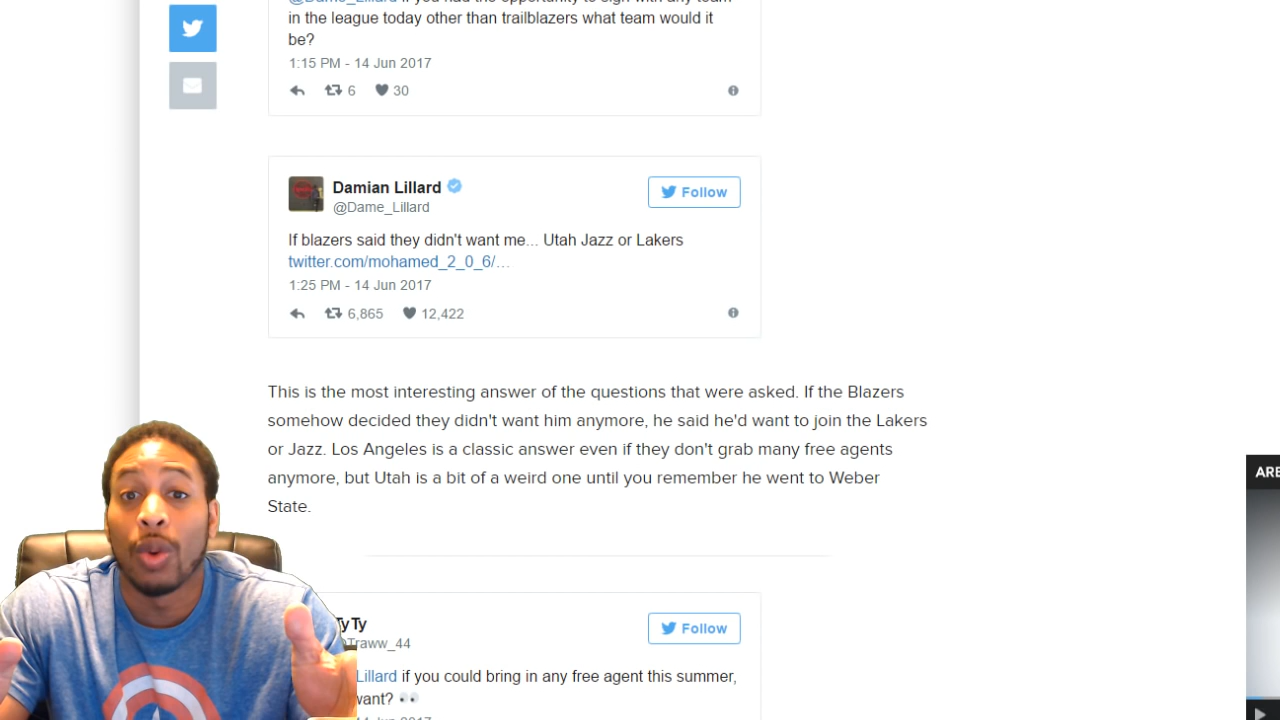 in the league today other than trailblazers what team would it
be?
1:15 PM - 14 Jun 2017
6 30
Damian Lillard
@Dame_Lillard
Follow
If blazers said they didn't want me... Utah Jazz or Lakers
twitter.com/mohamed_2_0_6/...
1:25 PM - 14 Jun 2017
6,865 12,422
This is the most interesting answer of the questions that were asked. If the Blazers
somehow decided they didn't want him anymore, he said he'd want to join the Lakers
or Jazz. Los Angeles is a classic answer even if they don't grab many free agents
anymore, but Utah is a bit of a weird one until you remember he went to Weber
State.
ARE
TyTy
@Traww_44
Follow
Lillard if you could bring in any free agent this summer,
want? 👀